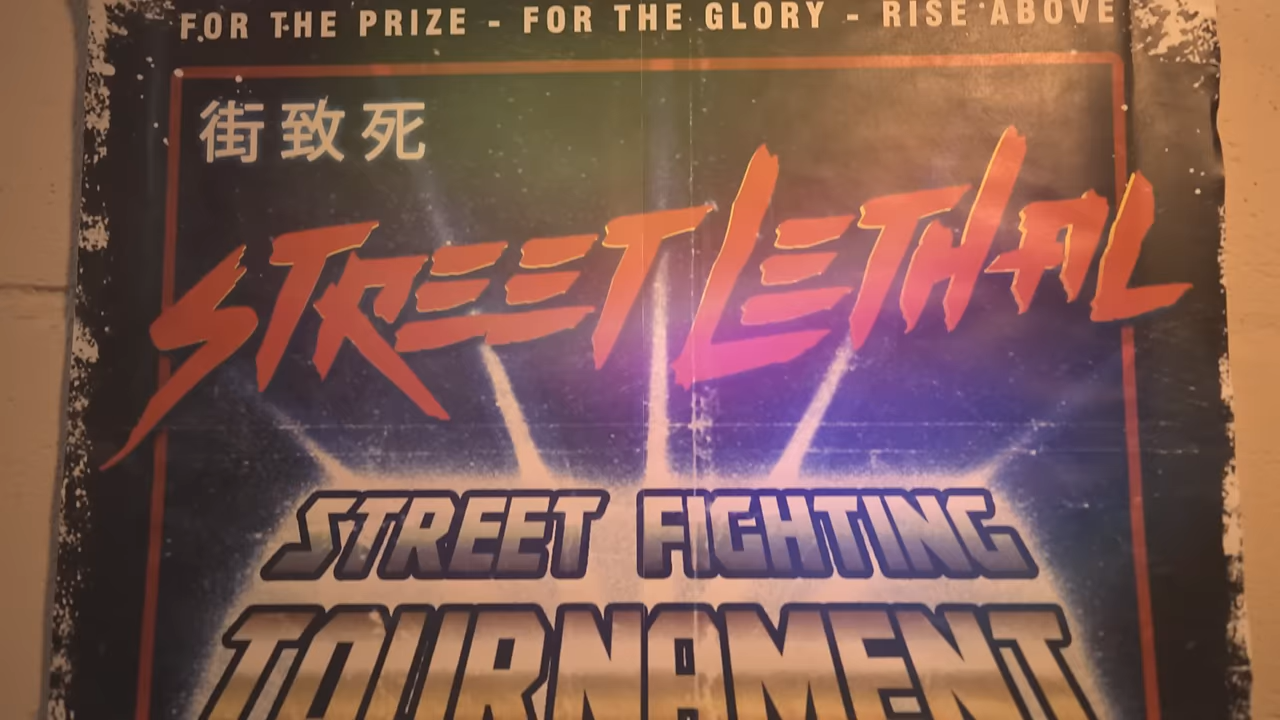 FOR THE PRIZE - FOR THE GLORY - RISE ABOVE
街致死
STREET LETHAL
STREET FIGHTING
TOURNAMENT